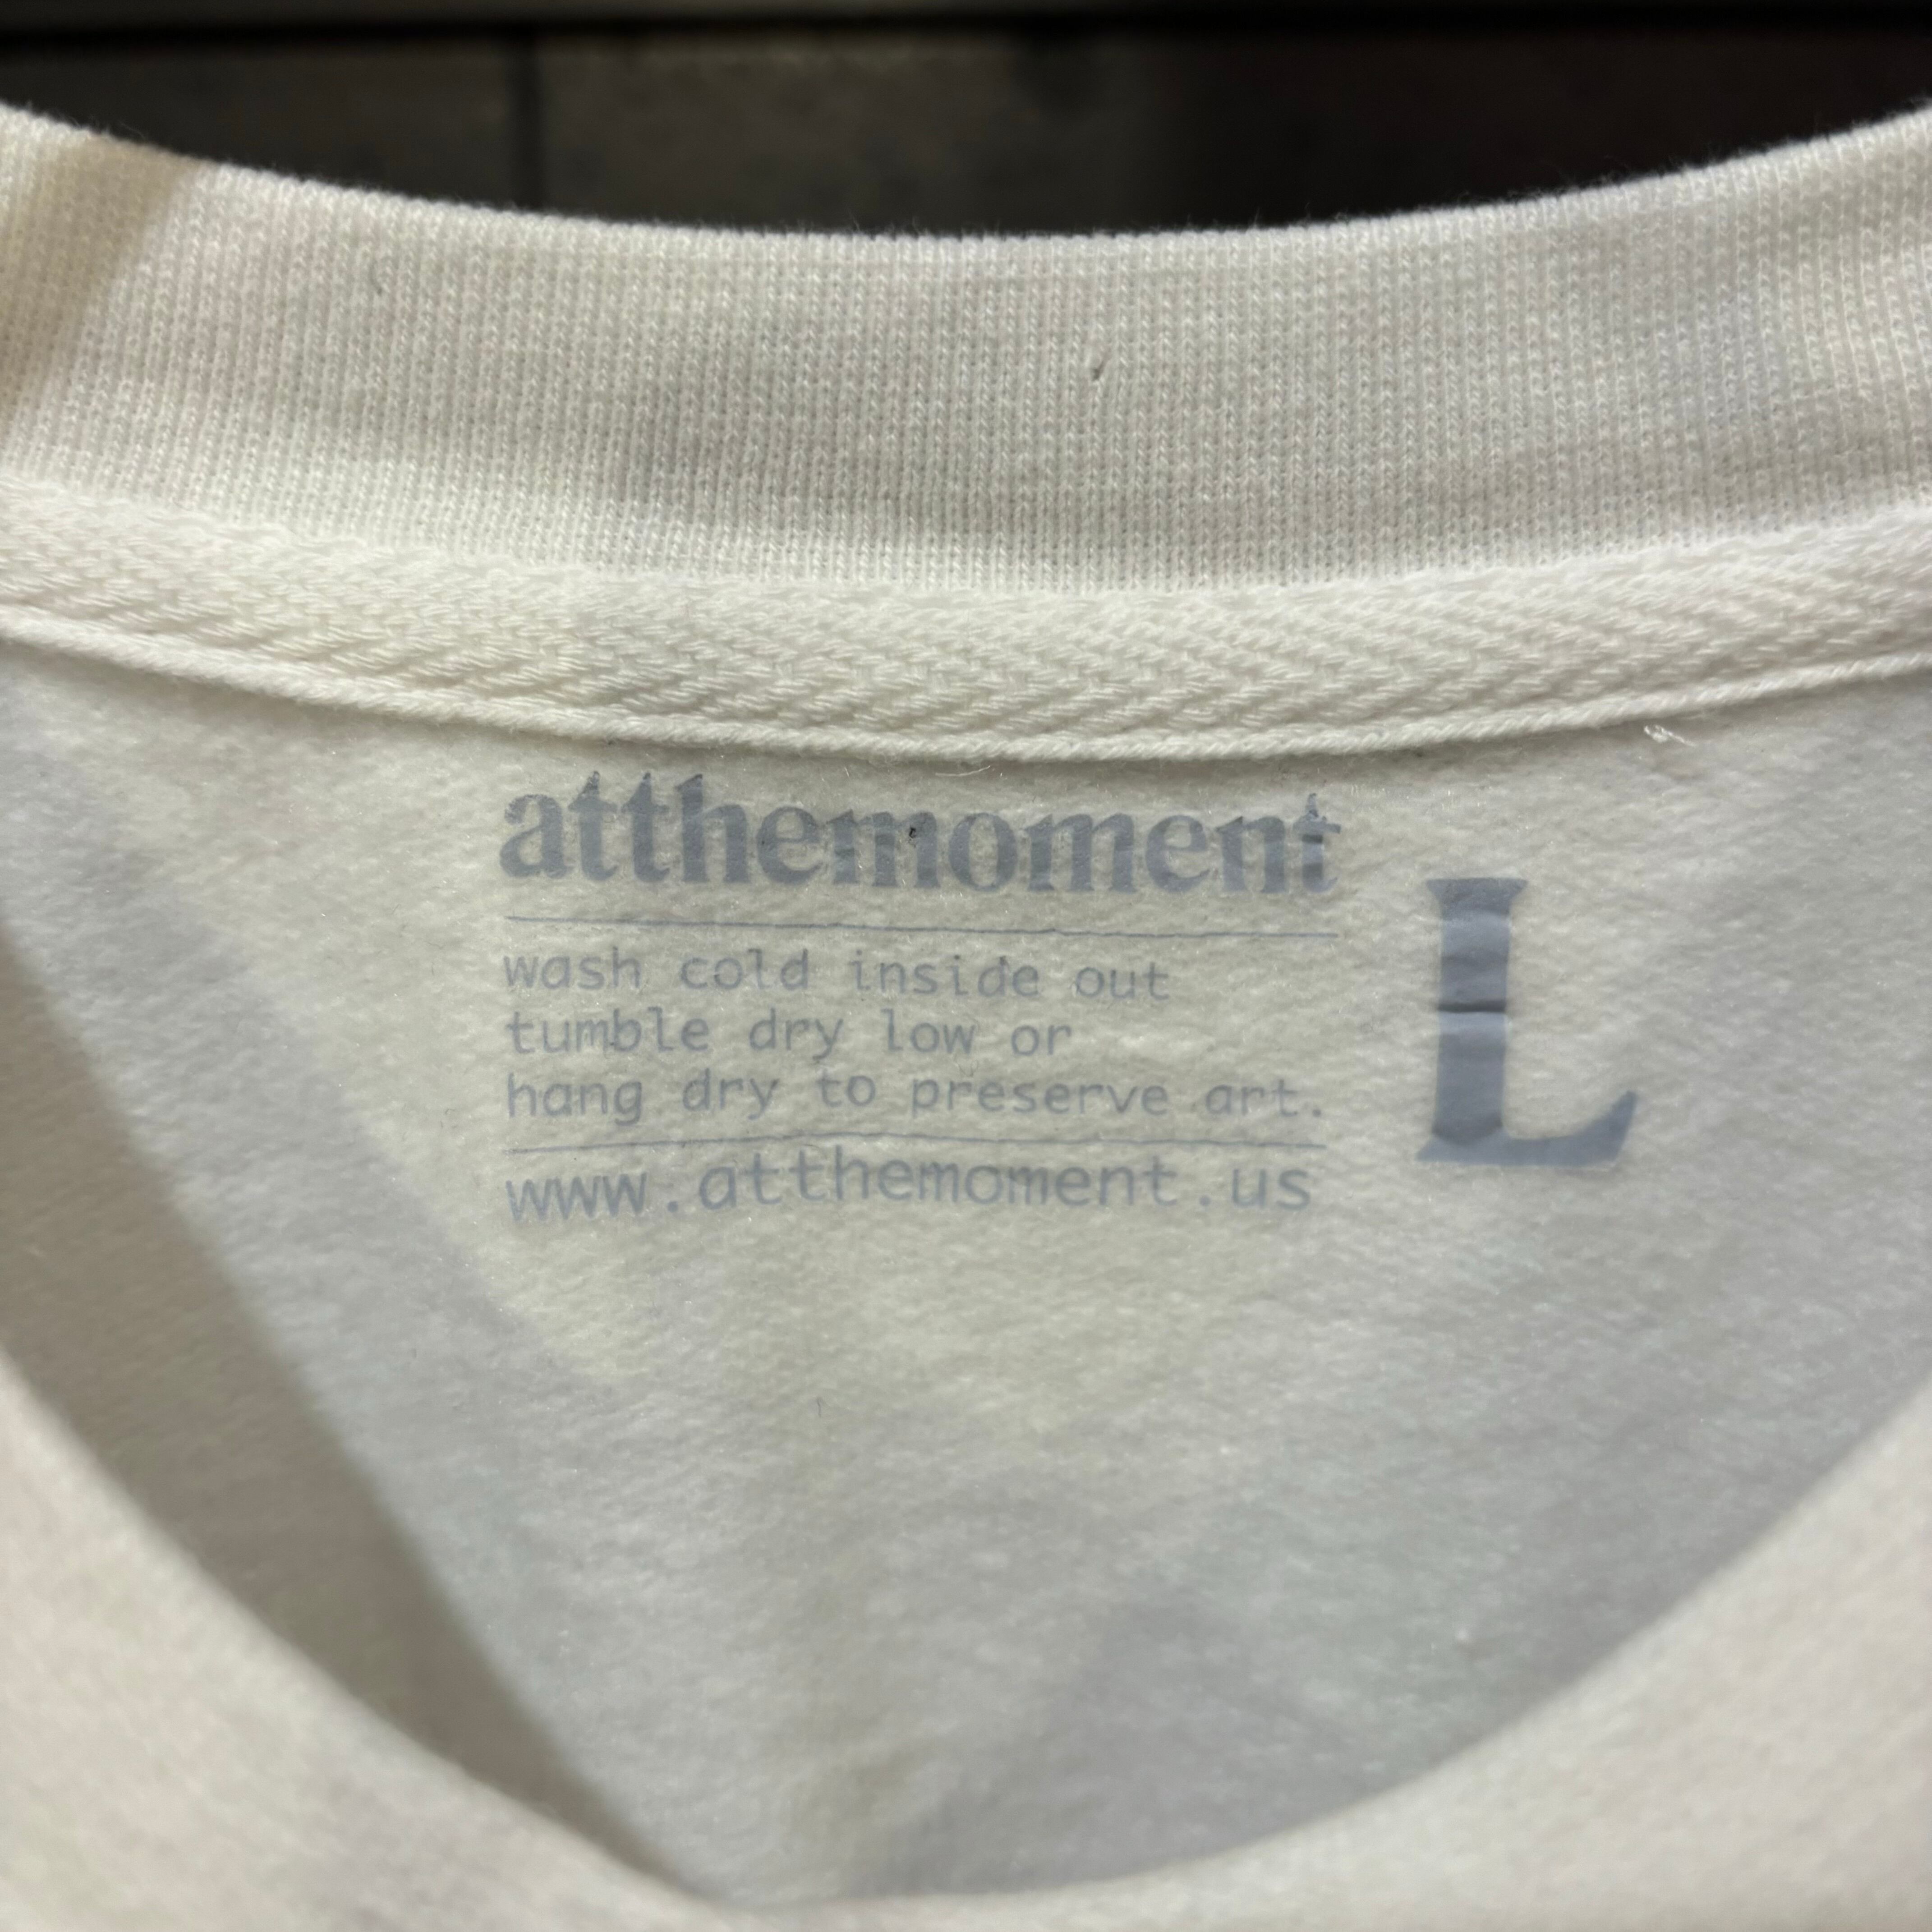 atthemoment
wash cold inside out
tumble dry low or
hang dry to preserve art.
www.atthemoment.us
L